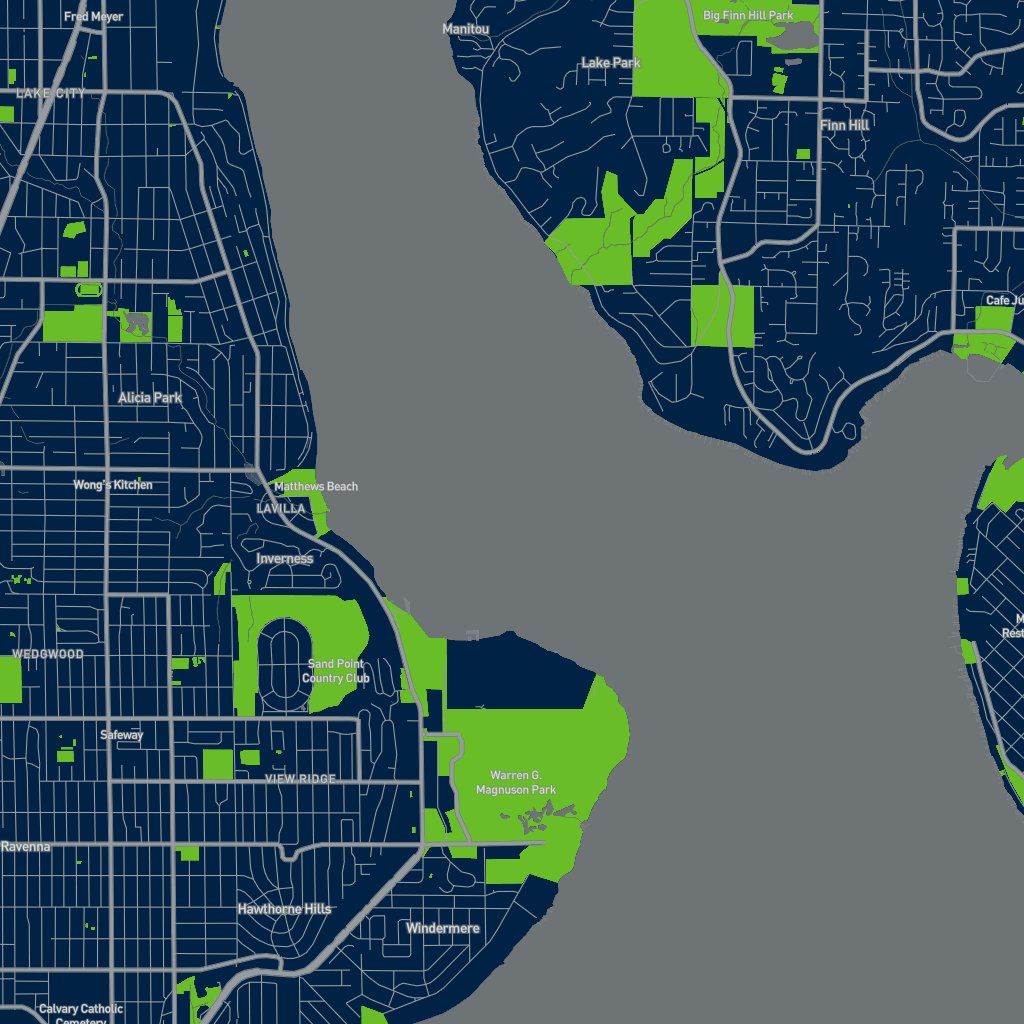 Fred Meyer
Manitou
Big Finn Hill Park
Lake Park
LAKE CITY
Finn Hill
Cafe Ju
Alicia Park
Wong's Kitchen
Matthews Beach
LAVILLA
Inverness
M
Rest
WEDGWOOD
Sand Point
Country Club
Safeway
VIEW RIDGE
Warren G.
Magnuson Park
Ravenna
Hawthorne Hills
Windermere
Calvary Catholic
Cemetery